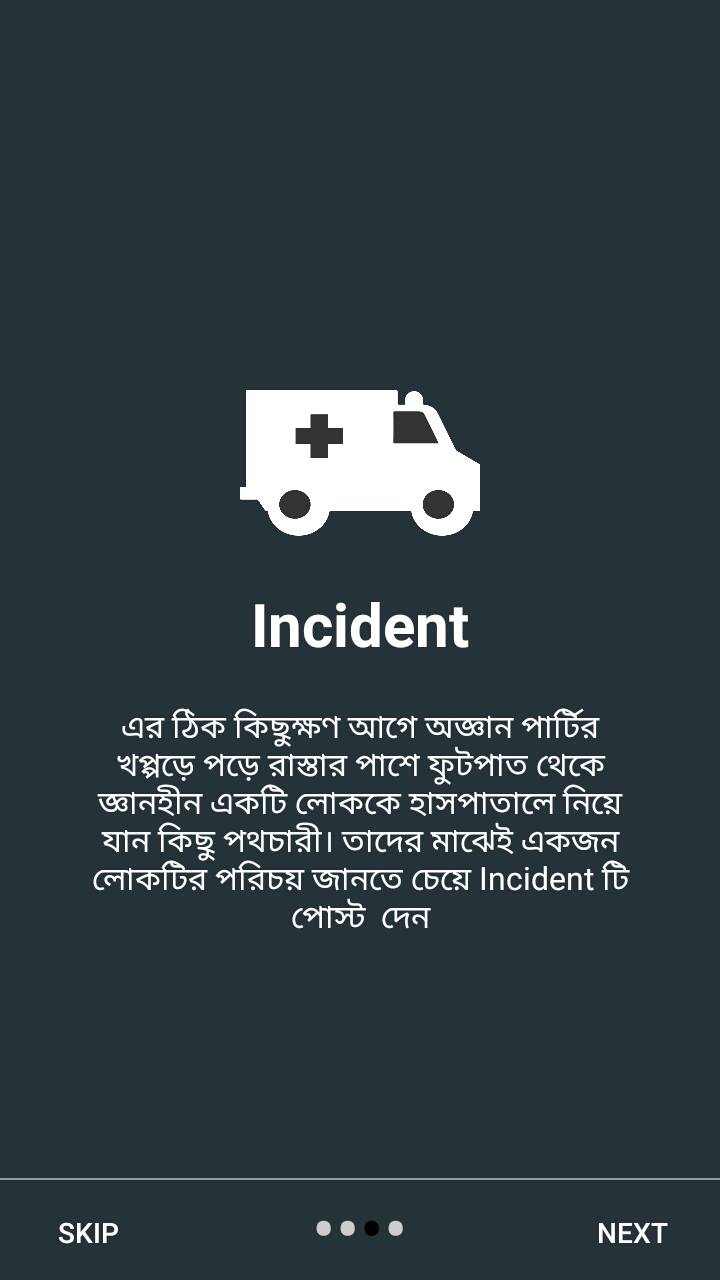 Incident
এর ঠিক কিছুক্ষণ আগে অজ্ঞান পার্টির
খপ্পড়ে পড়ে রাস্তার পাশে ফুটপাত থেকে
জ্ঞানহীন একটি লোককে হাসপাতালে নিয়ে
যান কিছু পথচারী। তাদের মাঝেই একজন
লোকটির পরিচয় জানতে চেয়ে Incident টি
পোস্ট  দেন
SKIP
NEXT